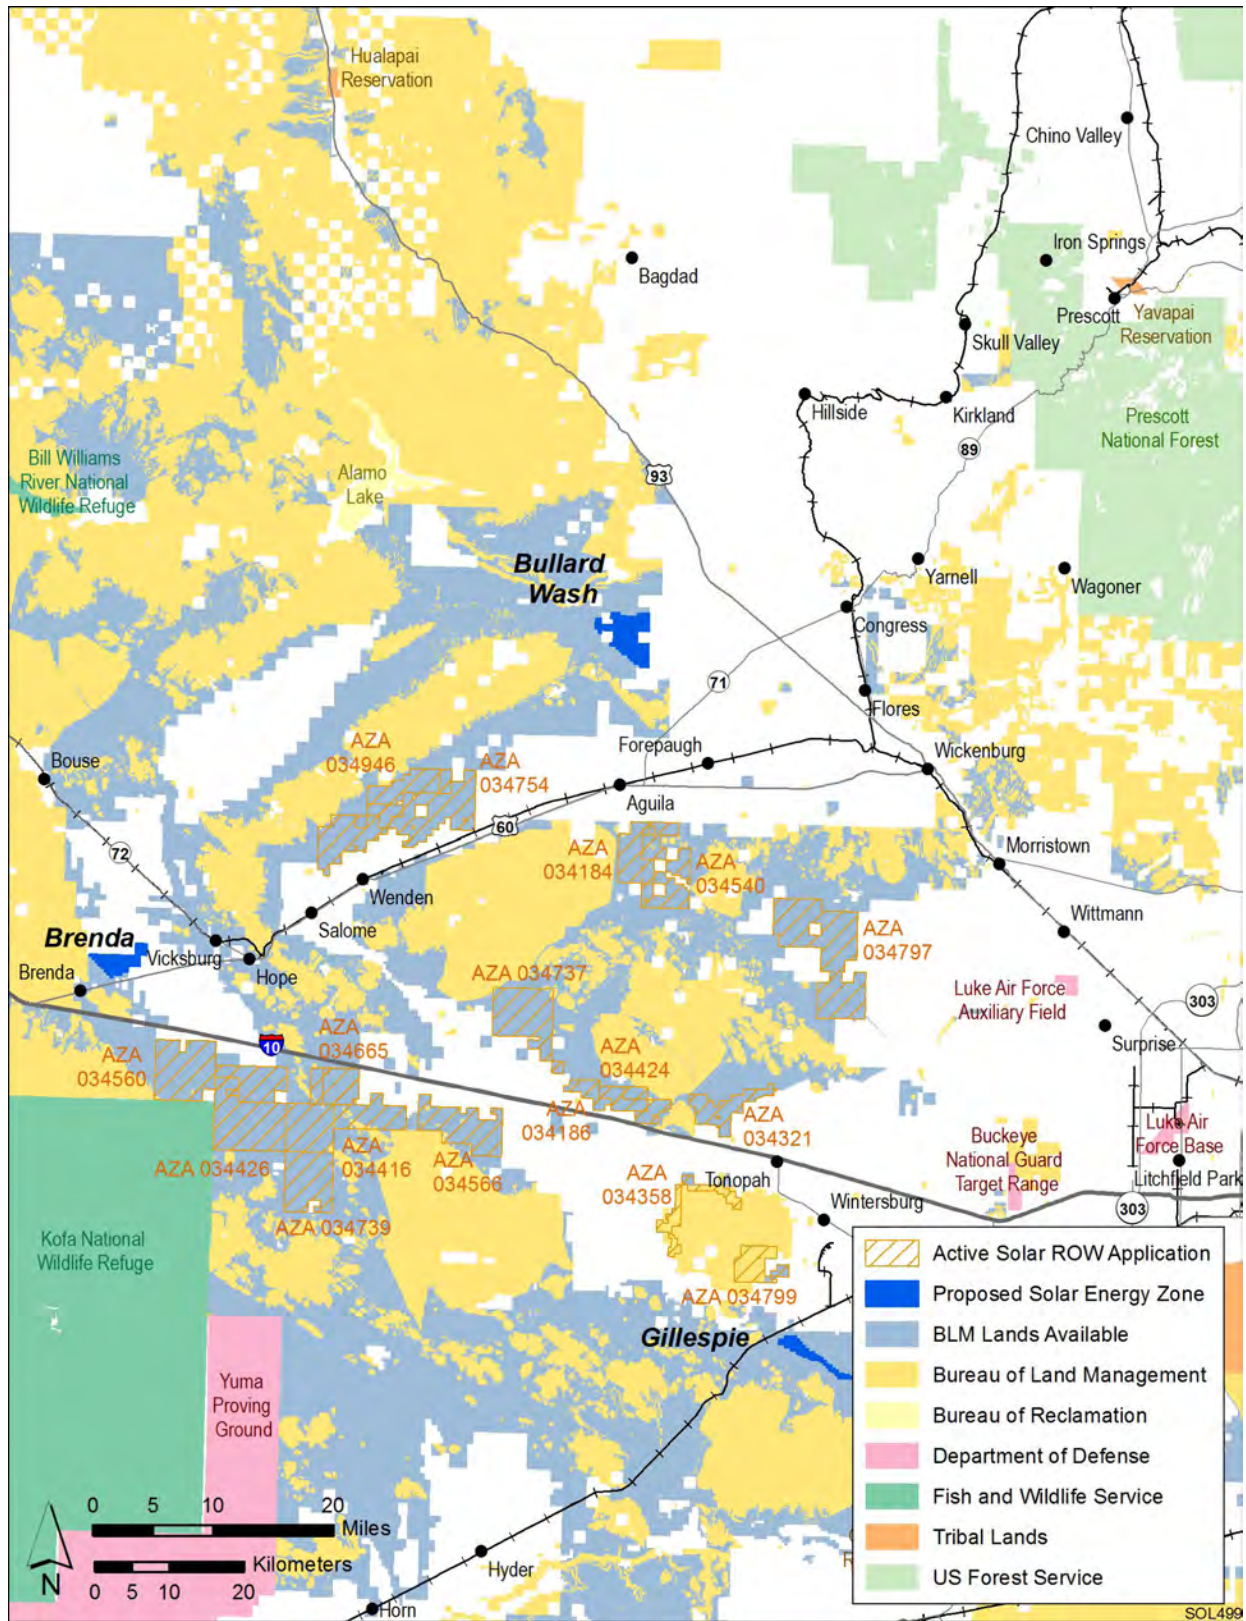 Hualapai
Reservation
Chino Valley
Iron Springs
Bagdad
Prescott
Yavapai
Reservation
Skull Valley
Hillside
Kirkland
Prescott
National Forest
89
93
Bill Williams
River National
Wildlife Refuge
Alamo
Lake
Bullard
Wash
Yarnell
Wagoner
Congress
71
Flores
Forepaugh
Wickenburg
AZA
034946
AZA
034754
Bouse
Aguila
60
72
AZA
034184
AZA
034540
Morristown
Wenden
Salome
Wittmann
AZA
034797
Brenda
Vicksburg
Hope
Brenda
AZA 034737
Luke Air Force
Auxiliary Field
303
Surprise
10
AZA
034665
AZA
034560
AZA
034424
AZA
034186
AZA
034321
Luke Air
Force Base
Buckeye
National Guard
Target Range
Litchfield Park
AZA 034426
AZA
034416
AZA
034566
Tonopah
AZA
034358
Wintersburg
303
AZA 034739
Kofa National
Wildlife Refuge
AZA 034799
Gillespie
Yuma
Proving
Ground
Active Solar ROW Application
Proposed Solar Energy Zone
BLM Lands Available
Bureau of Land Management
Bureau of Reclamation
Department of Defense
Fish and Wildlife Service
Tribal Lands
US Forest Service
0 5 10 20
Miles
Kilometers
0 5 10 20
N
Hyder
Horn
SOL499